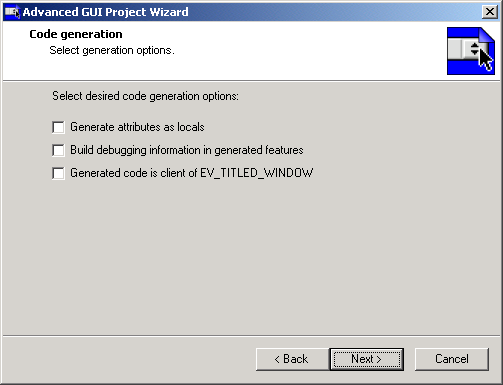 Advanced GUI Project Wizard
Code generation
Select generation options.
Select desired code generation options:
Generate attributes as locals
Build debugging information in generated features
Generated code is client of EV_TITLED_WINDOW
< Back Next > Cancel